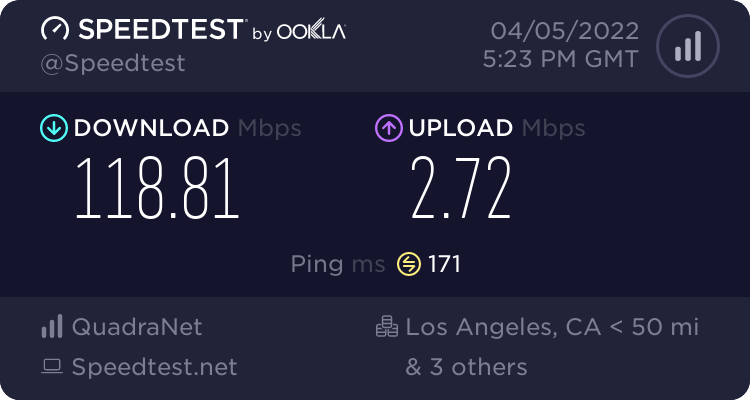 SPEEDTEST® by OOKLA®
04/05/2022
5:23 PM GMT
@Speedtest
DOWNLOAD Mbps
118.81
UPLOAD Mbps
2.72
Ping ms 171
QuadraNet
Speedtest.net
Los Angeles, CA < 50 mi
& 3 others